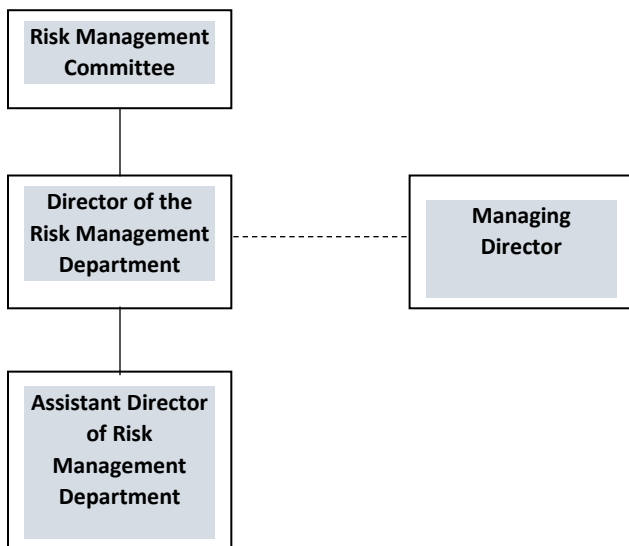 Risk Management
Committee
Director of the
Risk Management
Department
Managing
Director
Assistant Director
of Risk
Management
Department